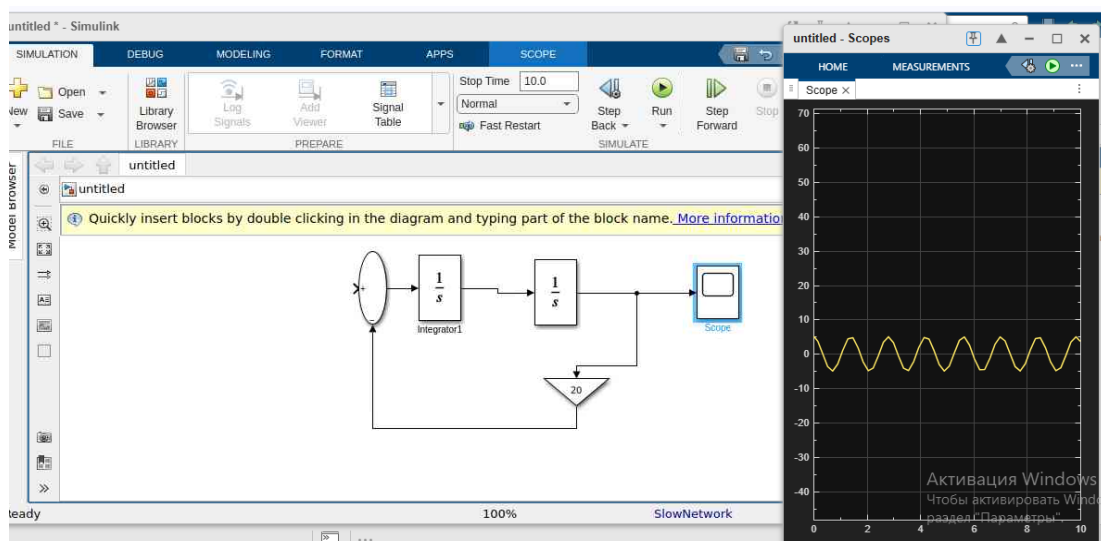 untitled * - Simulink
SIMULATION DEBUG MODELING FORMAT APPS SCOPE
New
Open
Save
FILE
Library
Browser
LIBRARY
Log
Signals
Add
Viewer
Signal
Table
PREPARE
Stop Time 10.0
Normal
Fast Restart
Step
Back
Run
Step
Forward
Stop
SIMULATE
Model Browser
untitled
untitled
Quickly insert blocks by double clicking in the diagram and typing part of the block name. More informatio
+
−
1
s
Integrator1
1
s
Scope
20
Ready
100%
SlowNetwork
untitled - Scopes
HOME MEASUREMENTS
Scope
70
60
50
40
30
20
10
0
-10
-20
-30
-40
0 2 4 6 8 10
Активация Windows
Чтобы активировать Wind
раздел "Параметры".